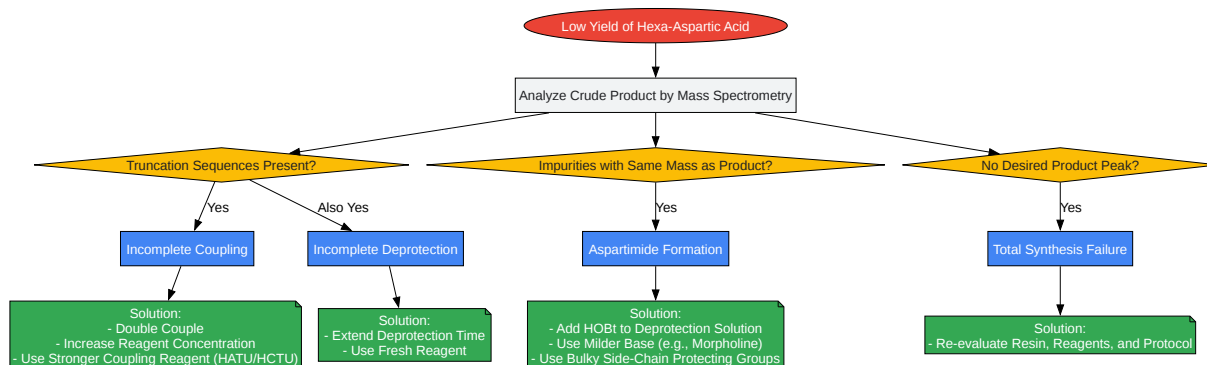 Low Yield of Hexa-Aspartic Acid
Analyze Crude Product by Mass Spectrometry
Truncation Sequences Present?
Impurities with Same Mass as Product?
No Desired Product Peak?
Yes
Also Yes
Yes
Yes
Incomplete Coupling
Incomplete Deprotection
Aspartimide Formation
Total Synthesis Failure
Solution:
- Double Couple
- Increase Reagent Concentration
- Use Stronger Coupling Reagent (HATU/HCTU)
Solution:
- Extend Deprotection Time
- Use Fresh Reagent
Solution:
- Add HOBt to Deprotection Solution
- Use Milder Base (e.g., Morpholine)
- Use Bulky Side-Chain Protecting Groups
Solution:
- Re-evaluate Resin, Reagents, and Protocol